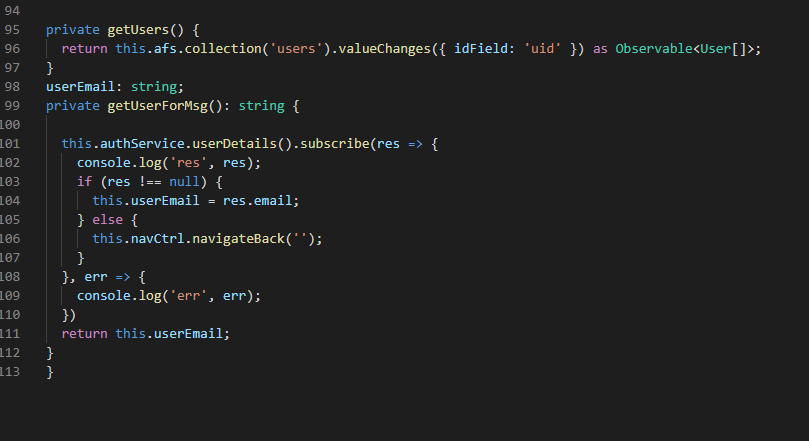 94
95 private getUsers() {
96 return this.afs.collection('users').valueChanges({ idField: 'uid' }) as Observable<User[]>;
97 }
98 userEmail: string;
99 private getUserForMsg(): string {
100
101 this.authService.userDetails().subscribe(res => {
102 console.log('res', res);
103 if (res !== null) {
104 this.userEmail = res.email;
105 } else {
106 this.navCtrl.navigateBack('');
107 }
108 }, err => {
109 console.log('err', err);
110 })
111 return this.userEmail;
112 }
113 }